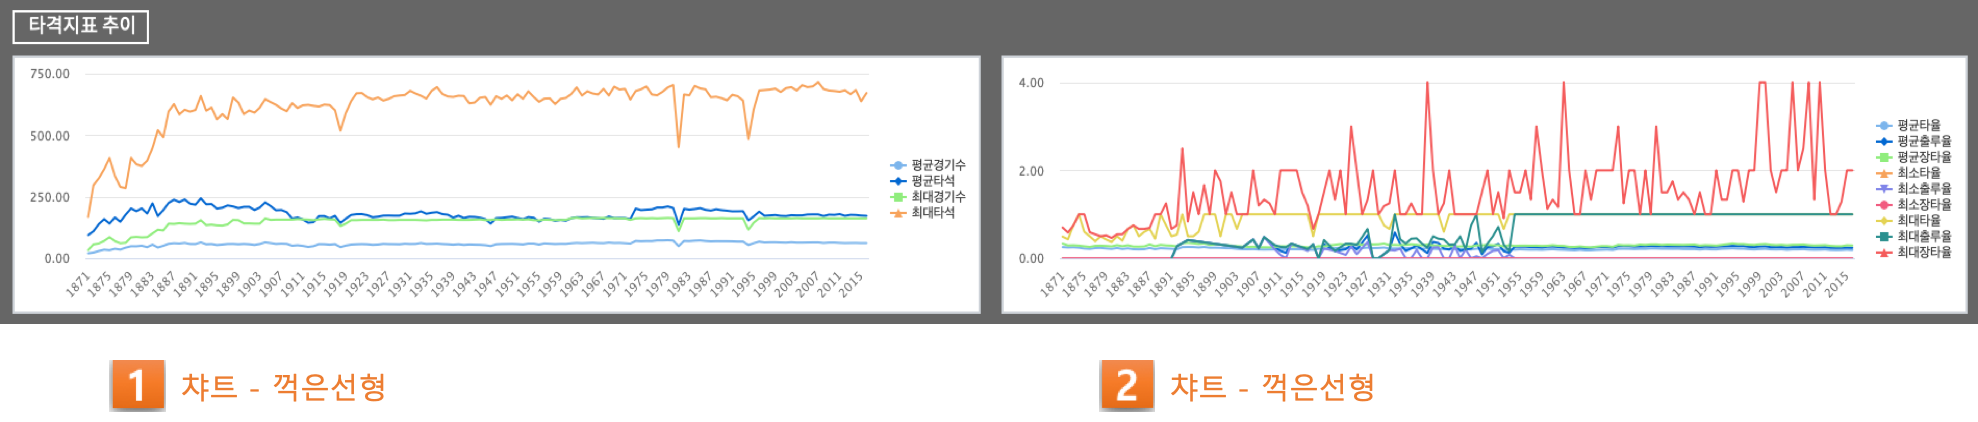 타격지표 추이
750.00
500.00
250.00
0.00
1871 1875 1879 1883 1887 1891 1895 1899 1903 1907 1911 1915 1919 1923 1927 1931 1935 1939 1943 1947 1951 1955 1959 1963 1967 1971 1975 1979 1983 1987 1991 1995 1999 2003 2007 2011 2015
평균경기수
평균타석
최대경기수
최대타석
4.00
2.00
0.00
1871 1875 1879 1883 1887 1891 1895 1899 1903 1907 1911 1915 1919 1923 1927 1931 1935 1939 1943 1947 1951 1955 1959 1963 1967 1971 1975 1979 1983 1987 1991 1995 1999 2003 2007 2011 2015
평균타율
평균출루율
평균장타율
최소타율
최소출루율
최소장타율
최대타율
최대출루율
최대장타율
1 챠트 - 꺽은선형
2 챠트 - 꺽은선형